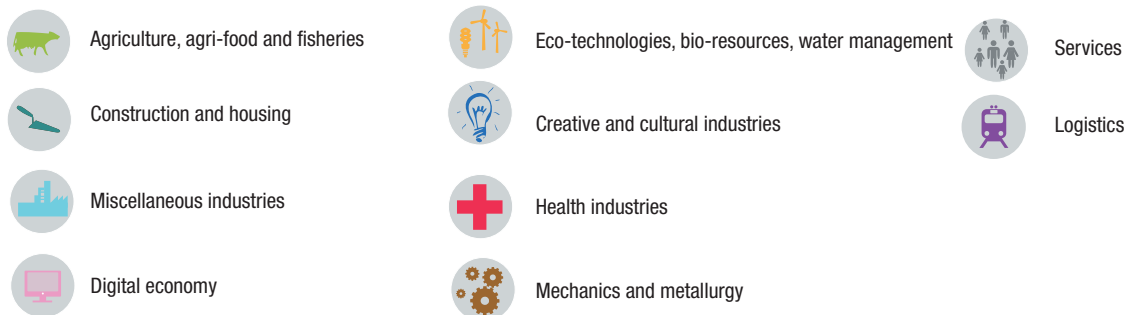 Agriculture, agri-food and fisheries
Construction and housing
Miscellaneous industries
Digital economy
Eco-technologies, bio-resources, water management
Creative and cultural industries
Health industries
Mechanics and metallurgy
Services
Logistics